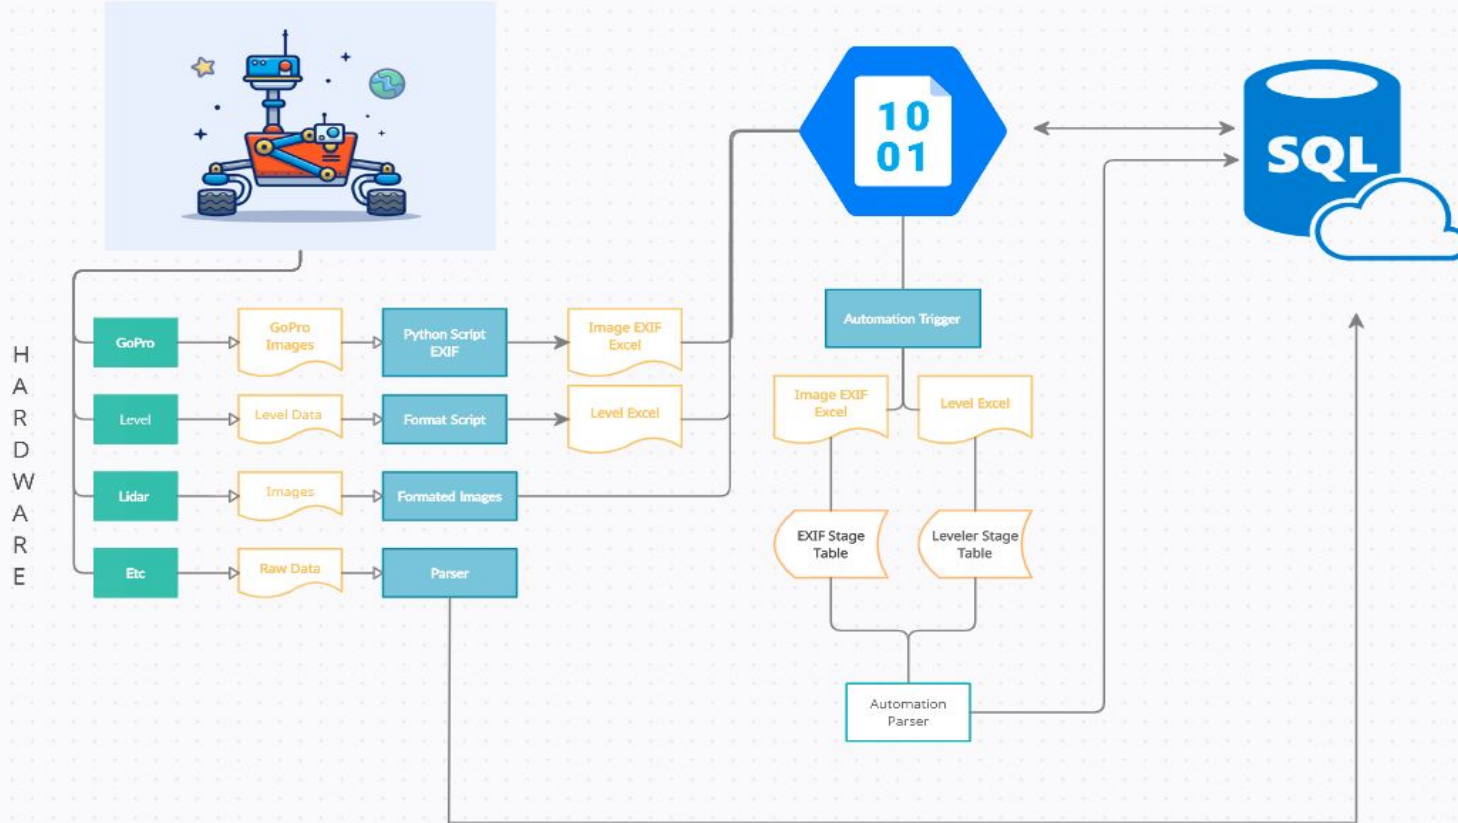 10
01
SQL
HARDWARE
GoPro
GoPro
Images
Python Script
EXIF
Image EXIF
Excel
Level
Level Data
Format Script
Level Excel
Lidar
Images
Formated Images
Etc
Raw Data
Parser
Automation Trigger
Image EXIF
Excel
Level Excel
EXIF Stage
Table
Leveler Stage
Table
Automation
Parser